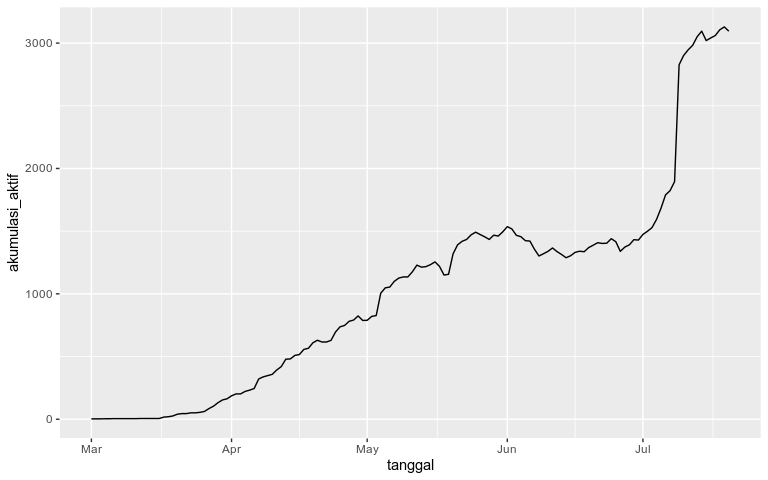 akumulasi_aktif
3000
2000
1000
0
Mar Apr May Jun Jul
tanggal